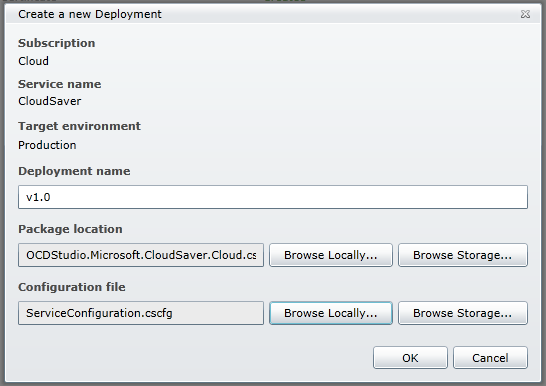 Create a new Deployment
Subscription
Cloud
Service name
CloudSaver
Target environment
Production
Deployment name
v1.0
Package location
OCDStudio.Microsoft.CloudSaver.Cloud.cs Browse Locally... Browse Storage...
Configuration file
ServiceConfiguration.cscfg Browse Locally... Browse Storage...
OK Cancel